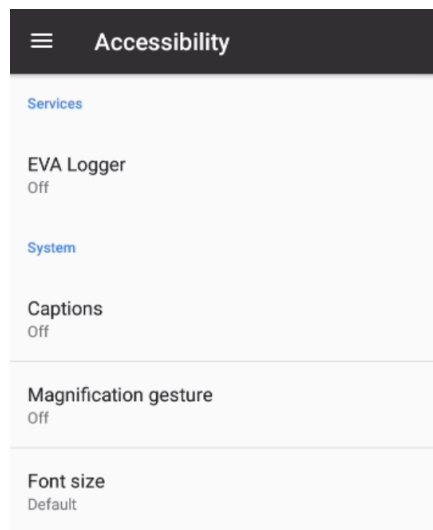 Accessibility
Services
EVA Logger
Off
System
Captions
Off
Magnification gesture
Off
Font size
Default